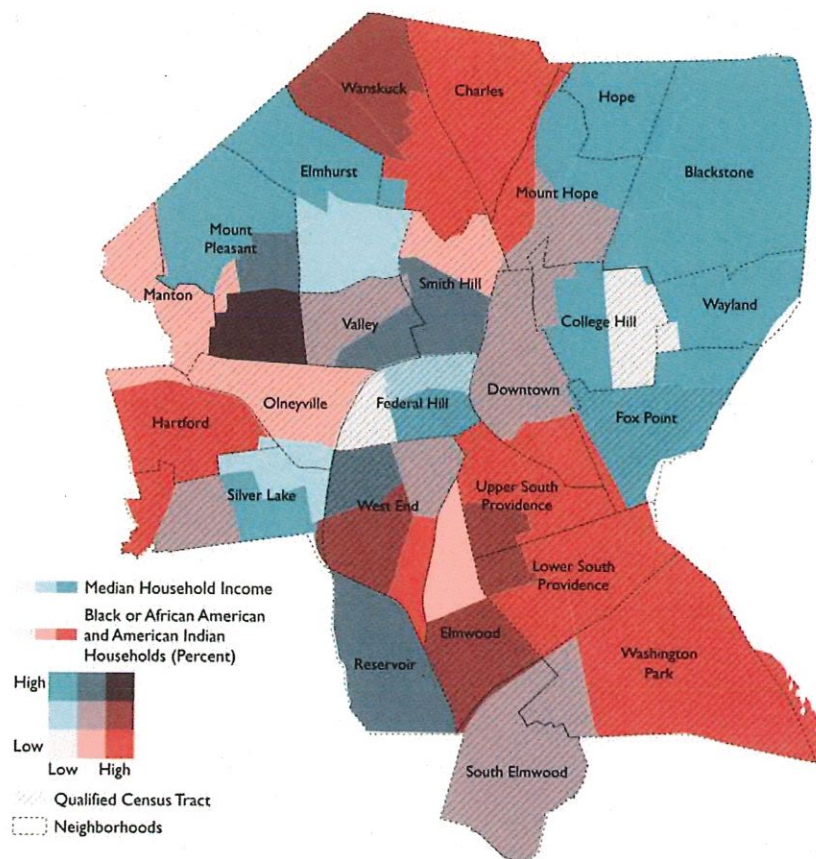 Wanskuck
Charles
Hope
Elmhurst
Blackstone
Mount Hope
Mount
Pleasant
Smith Hill
Manton
Valley
College Hill
Wayland
Olneyville
Federal Hill
Downtown
Fox Point
Hartford
Silver Lake
West End
Upper South
Providence
Lower South
Providence
Elmwood
Washington
Park
Reservoir
South Elmwood
Median Household Income
Black or African American
and American Indian
Households (Percent)
High
Low
Low High
Qualified Census Tract
Neighborhoods